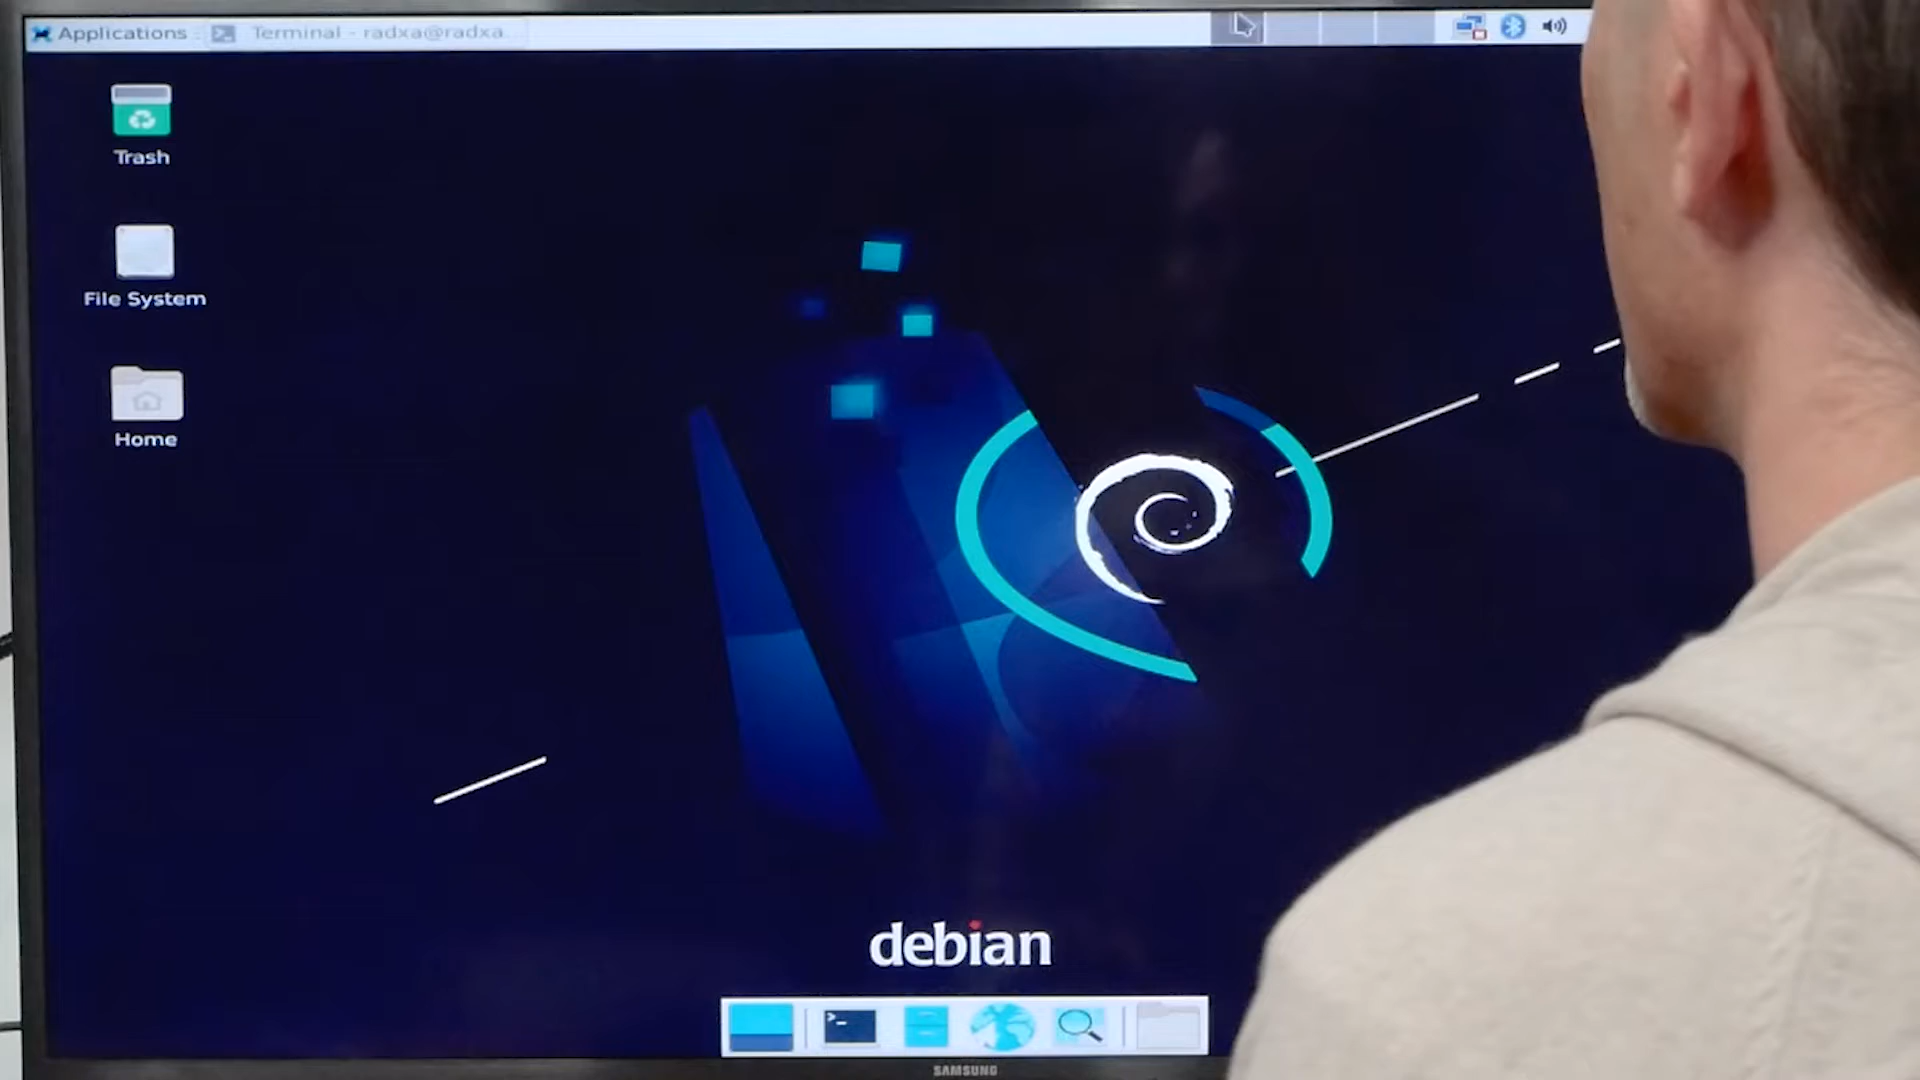 Applications
Terminal - radxa@radxa...
Trash
File System
Home
debian
>_
SAMSUNG